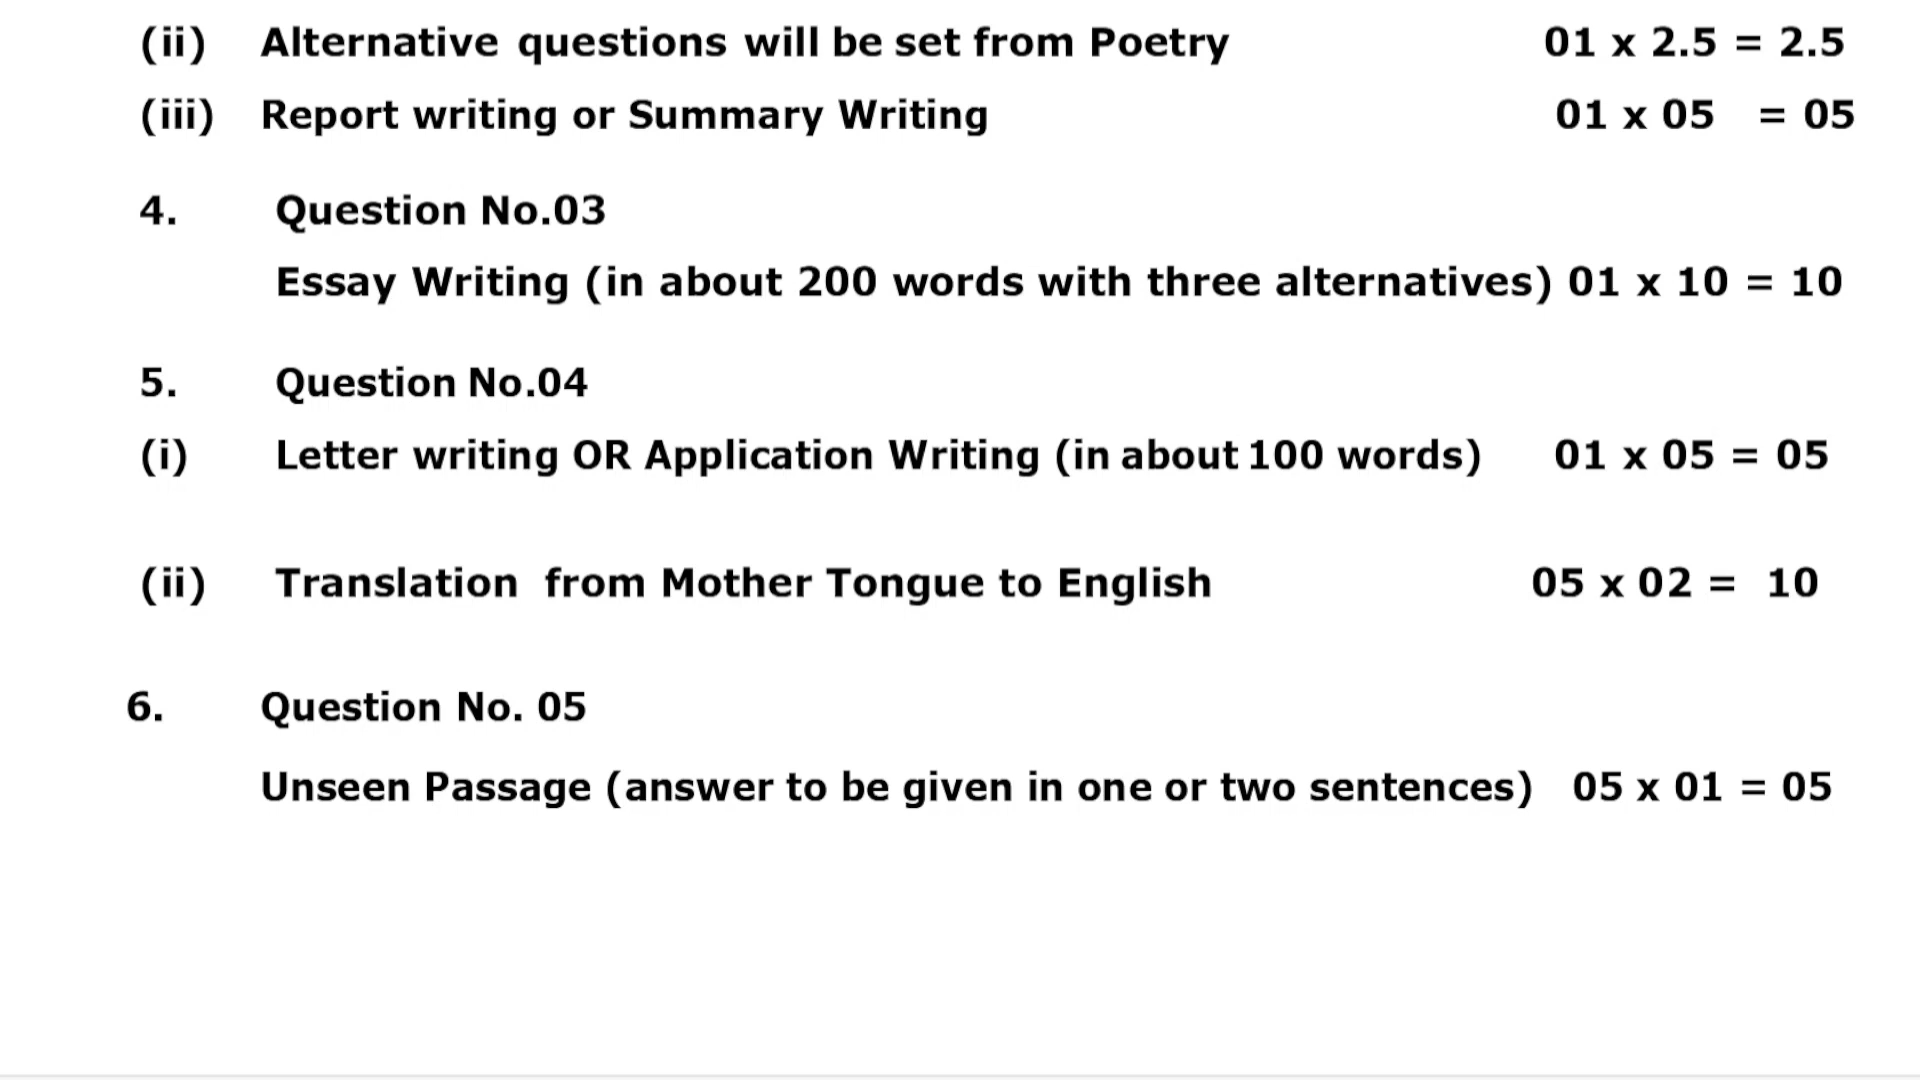 (ii) Alternative questions will be set from Poetry 01 x 2.5 = 2.5
(iii) Report writing or Summary Writing 01 x 05 = 05
4. Question No.03
Essay Writing (in about 200 words with three alternatives) 01 x 10 = 10
5. Question No.04
(i) Letter writing OR Application Writing (in about 100 words) 01 x 05 = 05
(ii) Translation from Mother Tongue to English 05 x 02 = 10
6. Question No. 05
Unseen Passage (answer to be given in one or two sentences) 05 x 01 = 05